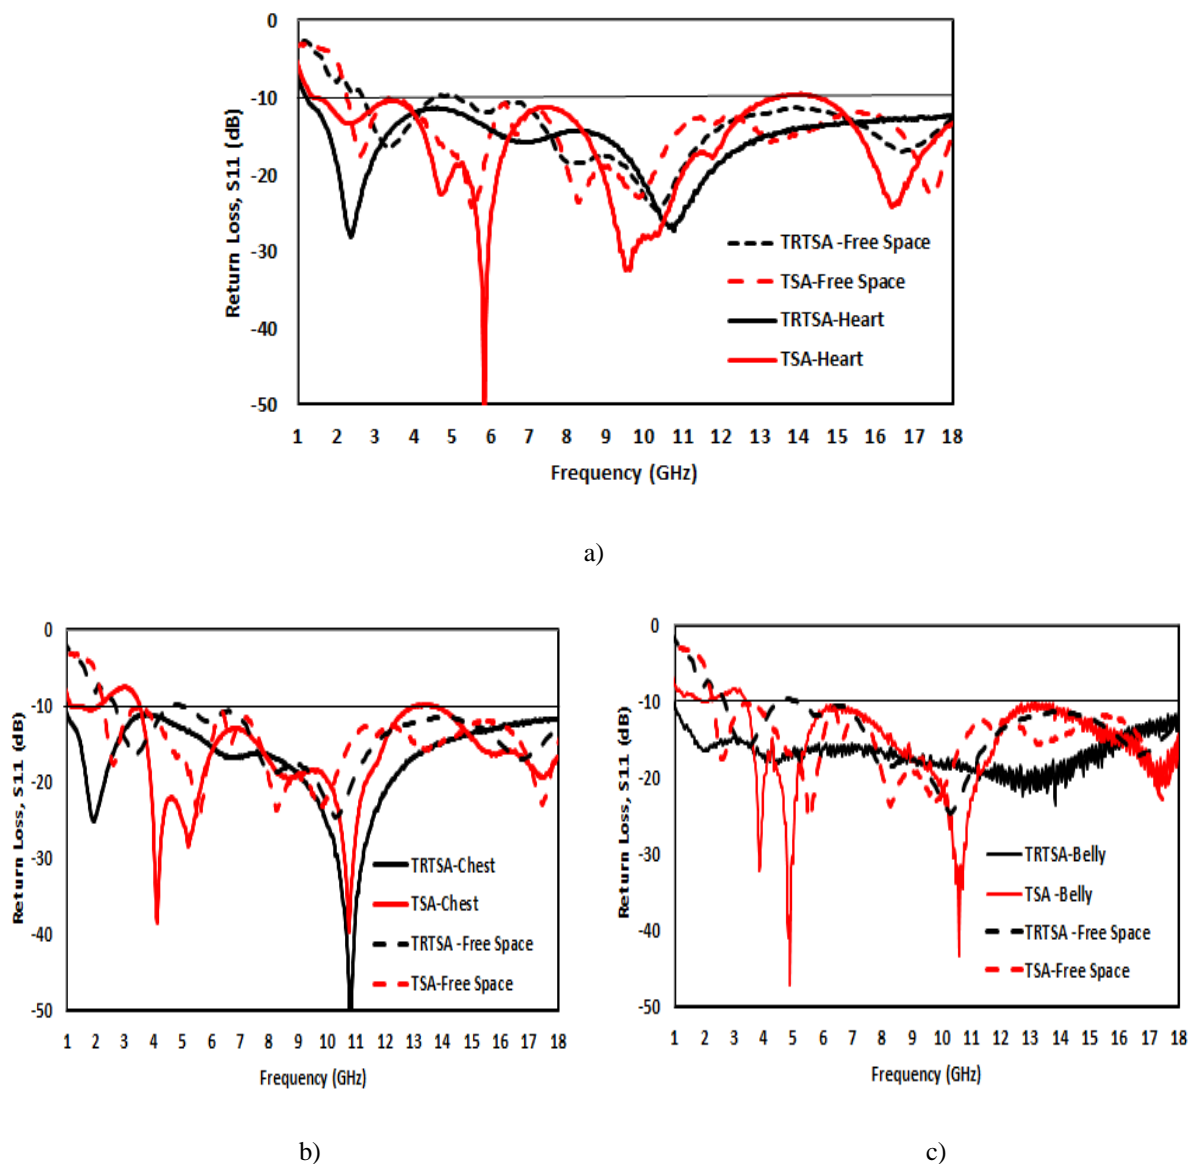 0
-10
-20
-30
-40
-50
Return Loss, S11 (dB)
TRTSA -Free Space
TSA-Free Space
TRTSA-Heart
TSA-Heart
1 2 3 4 5 6 7 8 9 10 11 12 13 14 15 16 17 18
Frequency (GHz)
a)
0
-10
-20
-30
-40
-50
Return Loss, S11 (dB)
TRTSA-Chest
TSA-Chest
TRTSA -Free Space
TSA-Free Space
1 2 3 4 5 6 7 8 9 10 11 12 13 14 15 16 17 18
Frequency (GHz)
b)
0
-10
-20
-30
-40
-50
Return Loss, S11 (dB)
TRTSA-Belly
TSA -Belly
TRTSA -Free Space
TSA-Free Space
1 2 3 4 5 6 7 8 9 10 11 12 13 14 15 16 17 18
Frequency (GHz)
c)